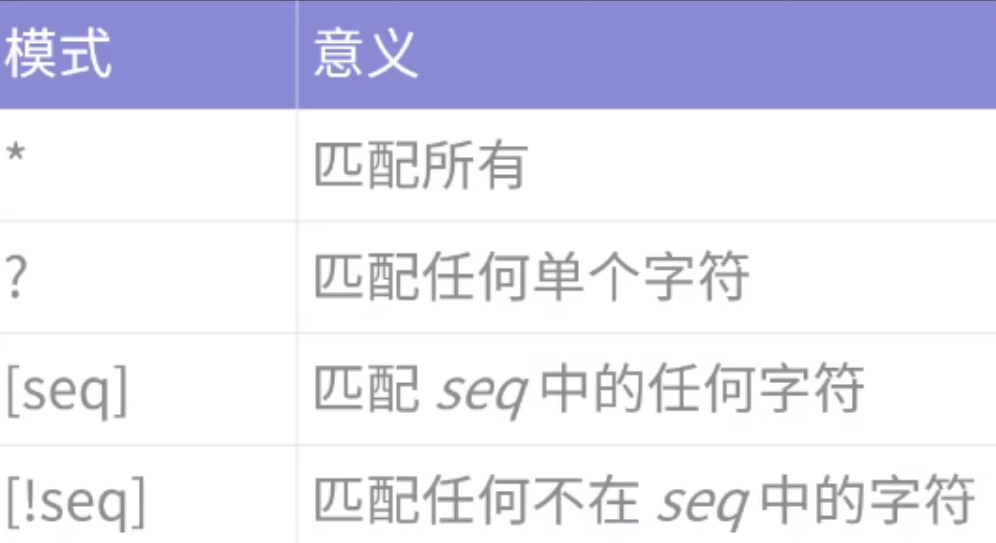 模式 意义
* 匹配所有
? 匹配任何单个字符
[seq] 匹配 seq 中的任何字符
[!seq] 匹配任何不在 seq 中的字符